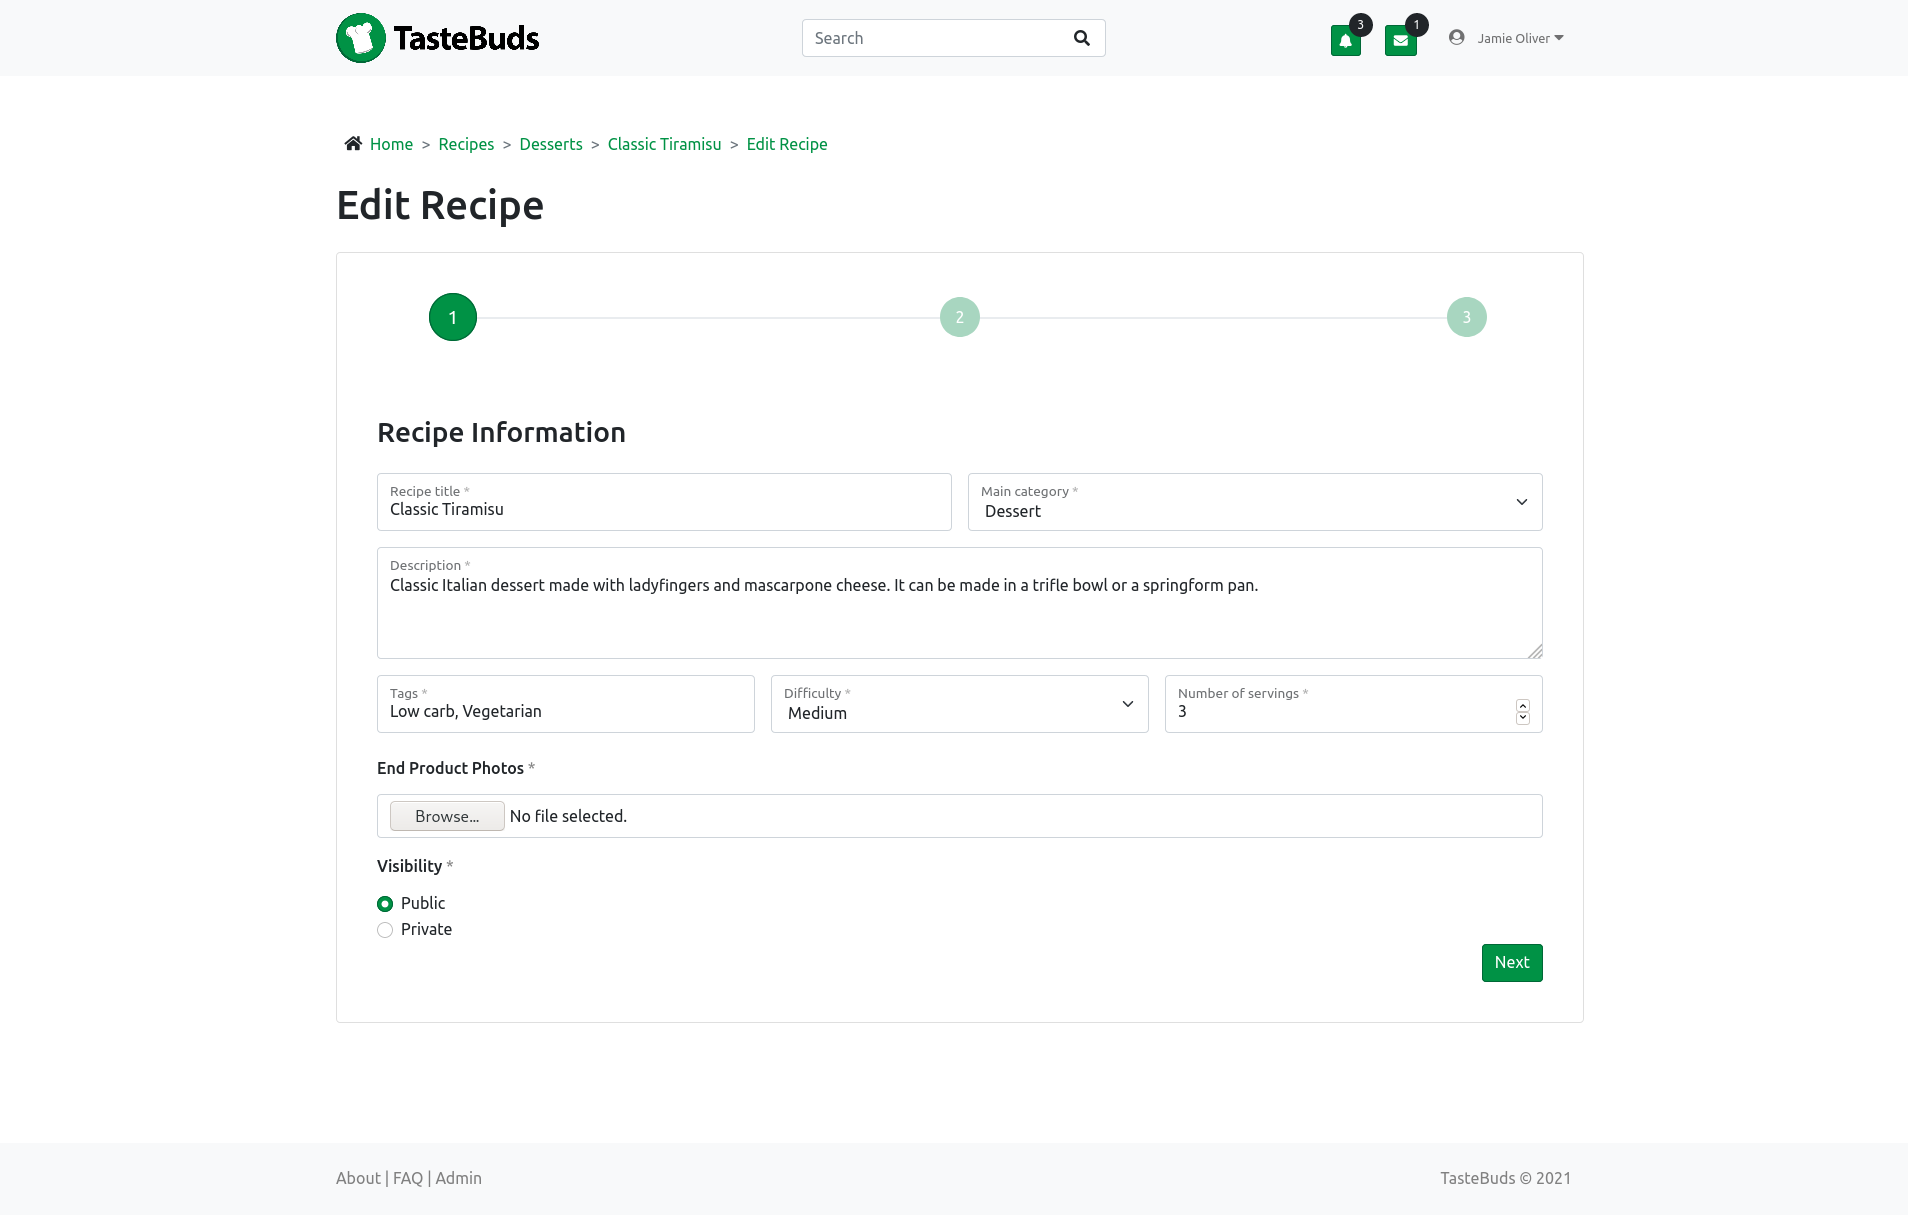 TasteBuds
Search
3
1
Jamie Oliver
Home > Recipes > Desserts > Classic Tiramisu > Edit Recipe
Edit Recipe
1
2
3
Recipe Information
Recipe title *
Classic Tiramisu
Main category *
Dessert
Description *
Classic Italian dessert made with ladyfingers and mascarpone cheese. It can be made in a trifle bowl or a springform pan.
Tags *
Low carb, Vegetarian
Difficulty *
Medium
Number of servings *
3
End Product Photos *
Browse... No file selected.
Visibility *
Public
Private
Next
About | FAQ | Admin
TasteBuds © 2021